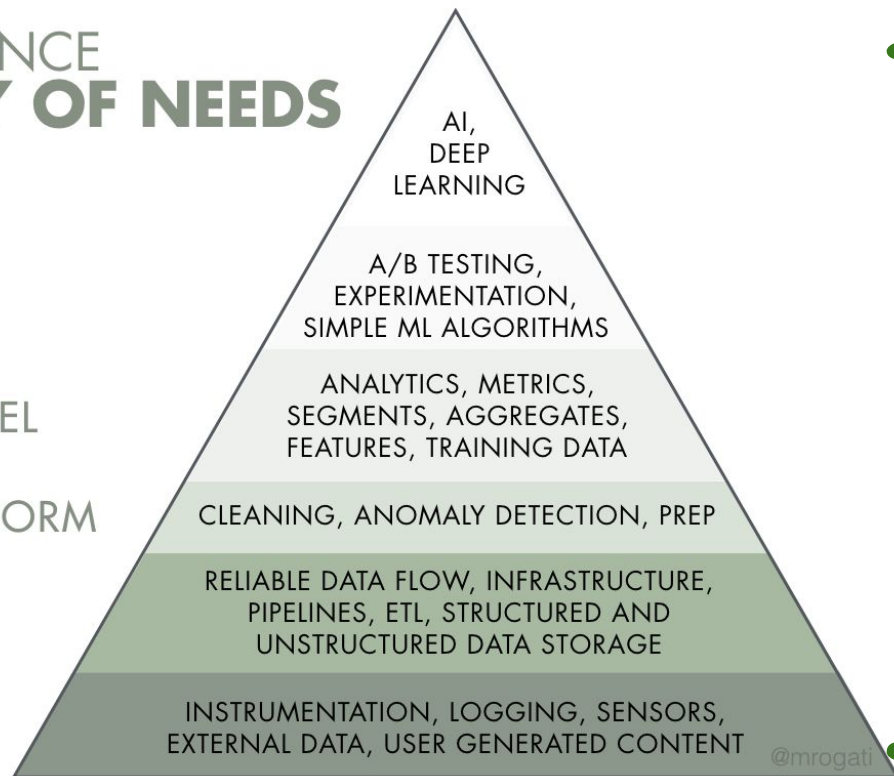 NCE
Y OF NEEDS
AI,
DEEP
LEARNING
A/B TESTING,
EXPERIMENTATION,
SIMPLE ML ALGORITHMS
ANALYTICS, METRICS,
SEGMENTS, AGGREGATES,
FEATURES, TRAINING DATA
EL
ORM
CLEANING, ANOMALY DETECTION, PREP
RELIABLE DATA FLOW, INFRASTRUCTURE,
PIPELINES, ETL, STRUCTURED AND
UNSTRUCTURED DATA STORAGE
INSTRUMENTATION, LOGGING, SENSORS,
EXTERNAL DATA, USER GENERATED CONTENT
@mrogati